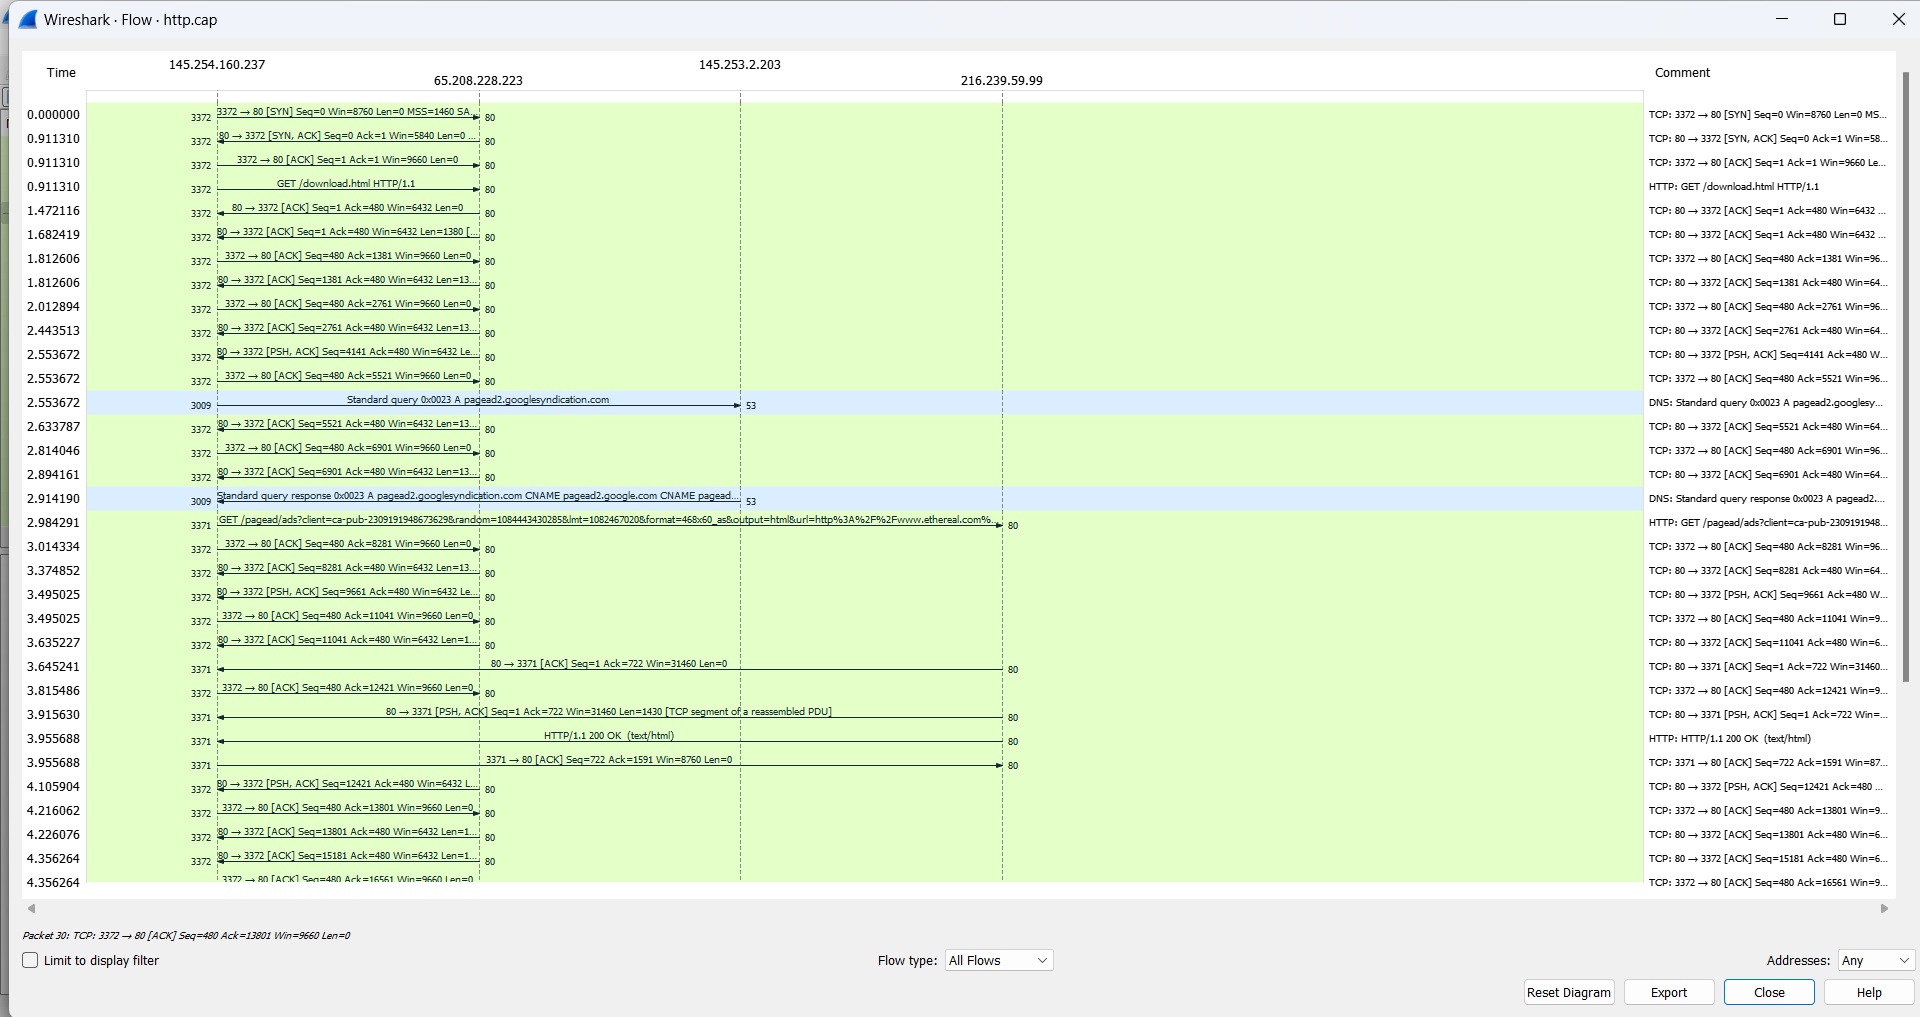 Wireshark · Flow · http.cap
Time
145.254.160.237
65.208.228.223
145.253.2.203
216.239.59.99
Comment
0.000000 3372 3372 → 80 [SYN] Seq=0 Win=8760 Len=0 MSS=1460 SA... 80 TCP: 3372 → 80 [SYN] Seq=0 Win=8760 Len=0 MS...
0.911310 3372 80 → 3372 [SYN, ACK] Seq=0 Ack=1 Win=5840 Len=0 ... 80 TCP: 80 → 3372 [SYN, ACK] Seq=0 Ack=1 Win=58...
0.911310 3372 3372 → 80 [ACK] Seq=1 Ack=1 Win=9660 Len=0 80 TCP: 3372 → 80 [ACK] Seq=1 Ack=1 Win=9660 Le...
0.911310 3372 GET /download.html HTTP/1.1 80 HTTP: GET /download.html HTTP/1.1
1.472116 3372 80 → 3372 [ACK] Seq=1 Ack=480 Win=6432 Len=0 80 TCP: 80 → 3372 [ACK] Seq=1 Ack=480 Win=6432 ...
1.682419 3372 80 → 3372 [ACK] Seq=1 Ack=480 Win=6432 Len=1380 [... 80 TCP: 80 → 3372 [ACK] Seq=1 Ack=480 Win=6432 ...
1.812606 3372 3372 → 80 [ACK] Seq=480 Ack=1381 Win=9660 Len=0 80 TCP: 3372 → 80 [ACK] Seq=480 Ack=1381 Win=96...
1.812606 3372 80 → 3372 [ACK] Seq=1381 Ack=480 Win=6432 Len=13... 80 TCP: 80 → 3372 [ACK] Seq=1381 Ack=480 Win=64...
2.012894 3372 3372 → 80 [ACK] Seq=480 Ack=2761 Win=9660 Len=0 80 TCP: 3372 → 80 [ACK] Seq=480 Ack=2761 Win=96...
2.443513 3372 80 → 3372 [ACK] Seq=2761 Ack=480 Win=6432 Len=13... 80 TCP: 80 → 3372 [ACK] Seq=2761 Ack=480 Win=64...
2.553672 3372 80 → 3372 [PSH, ACK] Seq=4141 Ack=480 Win=6432 Le... 80 TCP: 80 → 3372 [PSH, ACK] Seq=4141 Ack=480 W...
2.553672 3372 3372 → 80 [ACK] Seq=480 Ack=5521 Win=9660 Len=0 80 TCP: 3372 → 80 [ACK] Seq=480 Ack=5521 Win=96...
2.553672 3009 Standard query 0x0023 A pagead2.googlesyndication.com 53 DNS: Standard query 0x0023 A pagead2.googlesy...
2.633787 3372 80 → 3372 [ACK] Seq=5521 Ack=480 Win=6432 Len=13... 80 TCP: 80 → 3372 [ACK] Seq=5521 Ack=480 Win=64...
2.814046 3372 3372 → 80 [ACK] Seq=480 Ack=6901 Win=9660 Len=0 80 TCP: 3372 → 80 [ACK] Seq=480 Ack=6901 Win=96...
2.894161 3372 80 → 3372 [ACK] Seq=6901 Ack=480 Win=6432 Len=13... 80 TCP: 80 → 3372 [ACK] Seq=6901 Ack=480 Win=64...
2.914190 3009 Standard query response 0x0023 A pagead2.googlesyndication.com CNAME pagead2.google.com CNAME pagead... 53 DNS: Standard query response 0x0023 A pagead2....
2.984291 3371 GET /pagead/ads?client=ca-pub-2309191948673629&random=1084443430285&lmt=1082467020&format=468x60_as&output=html&url=http%3A%2F%2Fwww.ethereal.com%... 80 HTTP: GET /pagead/ads?client=ca-pub-2309191948...
3.014334 3372 3372 → 80 [ACK] Seq=480 Ack=8281 Win=9660 Len=0 80 TCP: 3372 → 80 [ACK] Seq=480 Ack=8281 Win=96...
3.374852 3372 80 → 3372 [ACK] Seq=8281 Ack=480 Win=6432 Len=13... 80 TCP: 80 → 3372 [ACK] Seq=8281 Ack=480 Win=64...
3.495025 3372 80 → 3372 [PSH, ACK] Seq=9661 Ack=480 Win=6432 Le... 80 TCP: 80 → 3372 [PSH, ACK] Seq=9661 Ack=480 W...
3.495025 3372 3372 → 80 [ACK] Seq=480 Ack=11041 Win=9660 Len=0 80 TCP: 3372 → 80 [ACK] Seq=480 Ack=11041 Win=9...
3.635227 3372 80 → 3372 [ACK] Seq=11041 Ack=480 Win=6432 Len=1... 80 TCP: 80 → 3372 [ACK] Seq=11041 Ack=480 Win=6...
3.645241 3371 80 → 3371 [ACK] Seq=1 Ack=722 Win=31460 Len=0 80 TCP: 80 → 3371 [ACK] Seq=1 Ack=722 Win=31460...
3.815486 3372 3372 → 80 [ACK] Seq=480 Ack=12421 Win=9660 Len=0 80 TCP: 3372 → 80 [ACK] Seq=480 Ack=12421 Win=9...
3.915630 3371 80 → 3371 [PSH, ACK] Seq=1 Ack=722 Win=31460 Len=1430 [TCP segment of a reassembled PDU] 80 TCP: 80 → 3371 [PSH, ACK] Seq=1 Ack=722 Win=...
3.955688 3371 HTTP/1.1 200 OK (text/html) 80 HTTP: HTTP/1.1 200 OK (text/html)
3.955688 3371 3371 → 80 [ACK] Seq=722 Ack=1591 Win=8760 Len=0 80 TCP: 3371 → 80 [ACK] Seq=722 Ack=1591 Win=87...
4.105904 3372 80 → 3372 [PSH, ACK] Seq=12421 Ack=480 Win=6432 L... 80 TCP: 80 → 3372 [PSH, ACK] Seq=12421 Ack=480 ...
4.216062 3372 3372 → 80 [ACK] Seq=480 Ack=13801 Win=9660 Len=0 80 TCP: 3372 → 80 [ACK] Seq=480 Ack=13801 Win=9...
4.226076 3372 80 → 3372 [ACK] Seq=13801 Ack=480 Win=6432 Len=1... 80 TCP: 80 → 3372 [ACK] Seq=13801 Ack=480 Win=6...
4.356264 3372 80 → 3372 [ACK] Seq=15181 Ack=480 Win=6432 Len=1... 80 TCP: 80 → 3372 [ACK] Seq=15181 Ack=480 Win=6...
4.356264 3372 → 80 [ACK] Seq=480 Ack=16561 Win=9660 Len=0 TCP: 3372 → 80 [ACK] Seq=480 Ack=16561 Win=9...
Packet 30: TCP: 3372 → 80 [ACK] Seq=480 Ack=13801 Win=9660 Len=0
Limit to display filter
Flow type: All Flows
Addresses: Any
Reset Diagram
Export
Close
Help